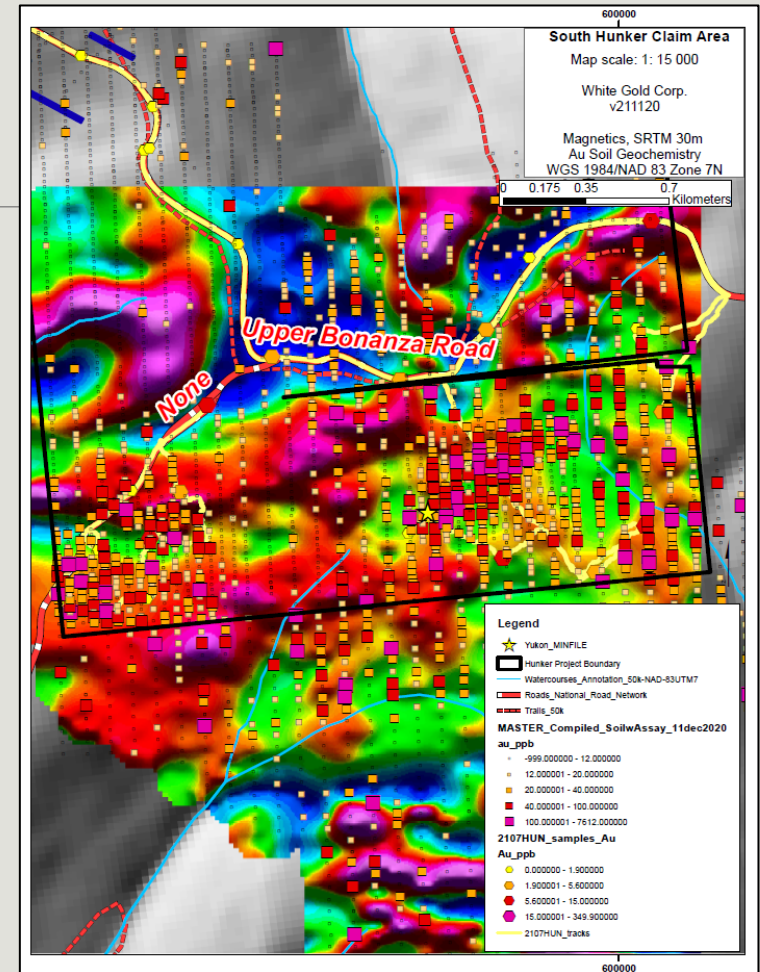 600000
South Hunker Claim Area
Map scale: 1: 15 000
White Gold Corp.
v211120
Magnetics, SRTM 30m
Au Soil Geochemistry
WGS 1984/NAD 83 Zone 7N
0 0.175 0.35 0.7
Kilometers
Upper Bonanza Road
None
Legend
Yukon_MINFILE
Hunker Project Boundary
Watercourses_Annotation_50k-NAD-83UTM7
Roads_National_Road_Network
Trails_50k
MASTER_Compiled_SoilwAssay_11dec2020
au_ppb
-999.000000 - 12.000000
12.000001 - 20.000000
20.000001 - 40.000000
40.000001 - 100.000000
100.000001 - 7612.000000
2107HUN_samples_Au
Au_ppb
0.000000 - 1.900000
1.900001 - 5.600000
5.600001 - 15.000000
15.000001 - 349.900000
2107HUN_tracks
600000